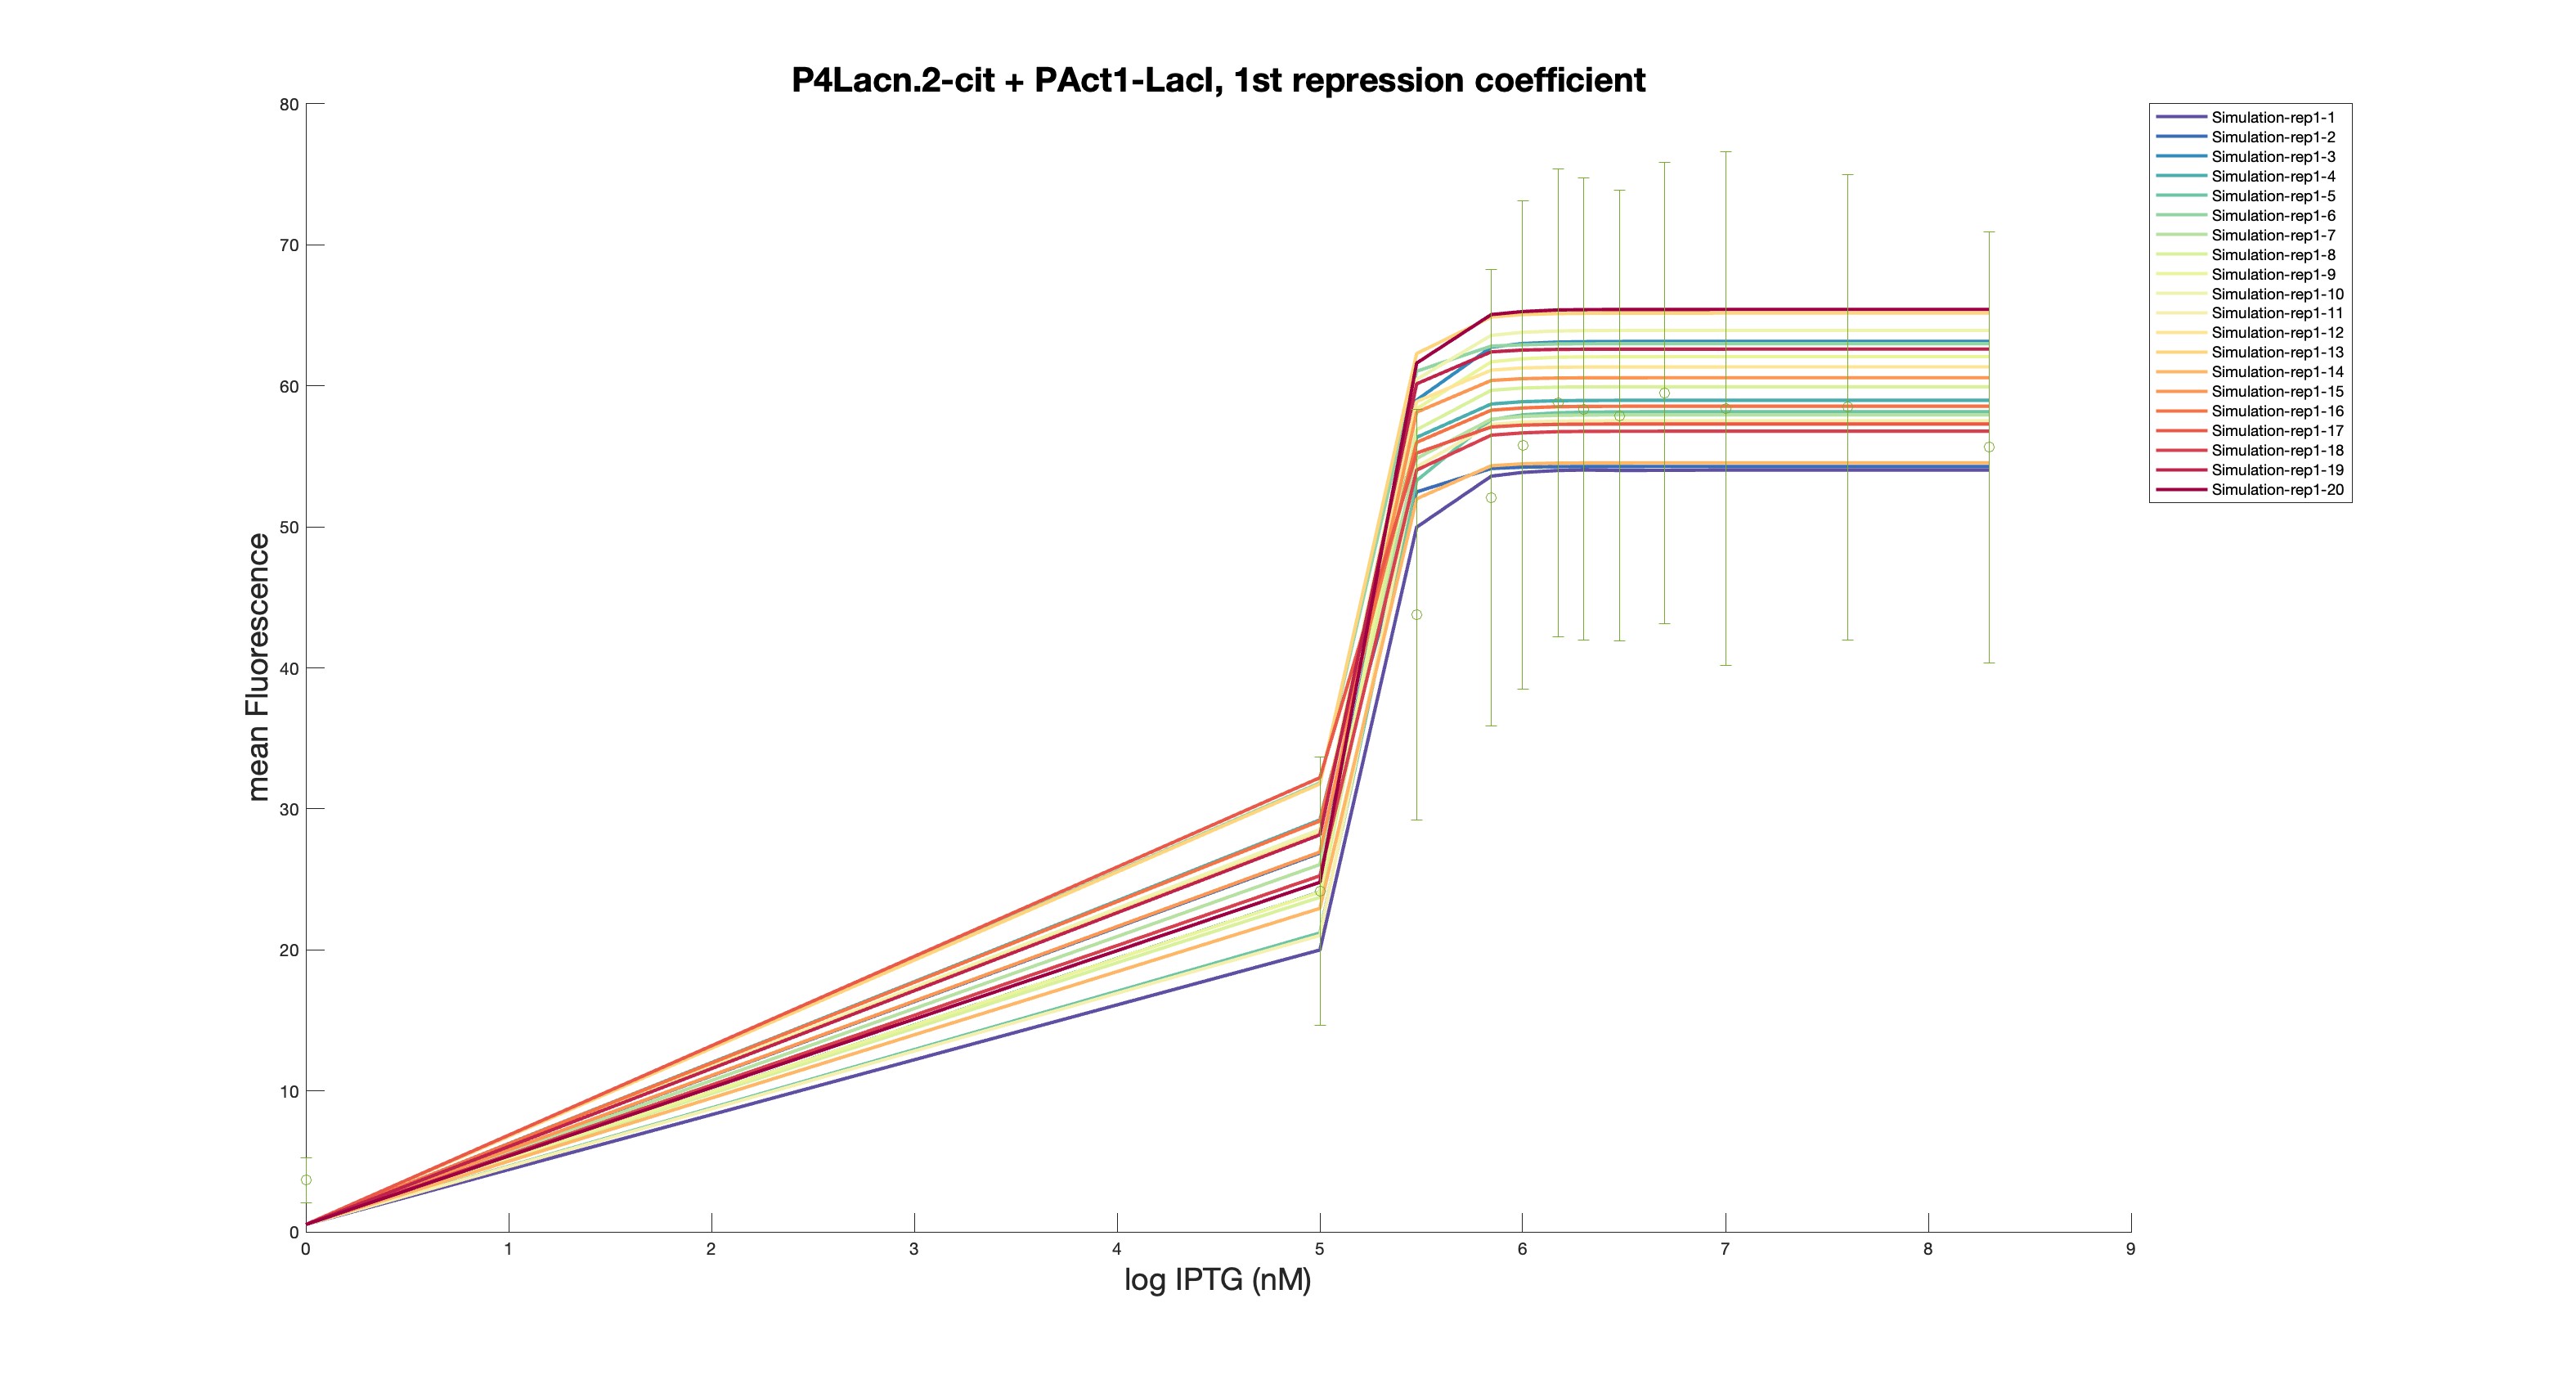 P4Lacn.2-cit + PAct1-LacI, 1st repression coefficient
80
70
60
50
40
30
20
10
0
mean Fluorescence
0 1 2 3 4 5 6 7 8 9
log IPTG (nM)
Simulation-rep1-1
Simulation-rep1-2
Simulation-rep1-3
Simulation-rep1-4
Simulation-rep1-5
Simulation-rep1-6
Simulation-rep1-7
Simulation-rep1-8
Simulation-rep1-9
Simulation-rep1-10
Simulation-rep1-11
Simulation-rep1-12
Simulation-rep1-13
Simulation-rep1-14
Simulation-rep1-15
Simulation-rep1-16
Simulation-rep1-17
Simulation-rep1-18
Simulation-rep1-19
Simulation-rep1-20